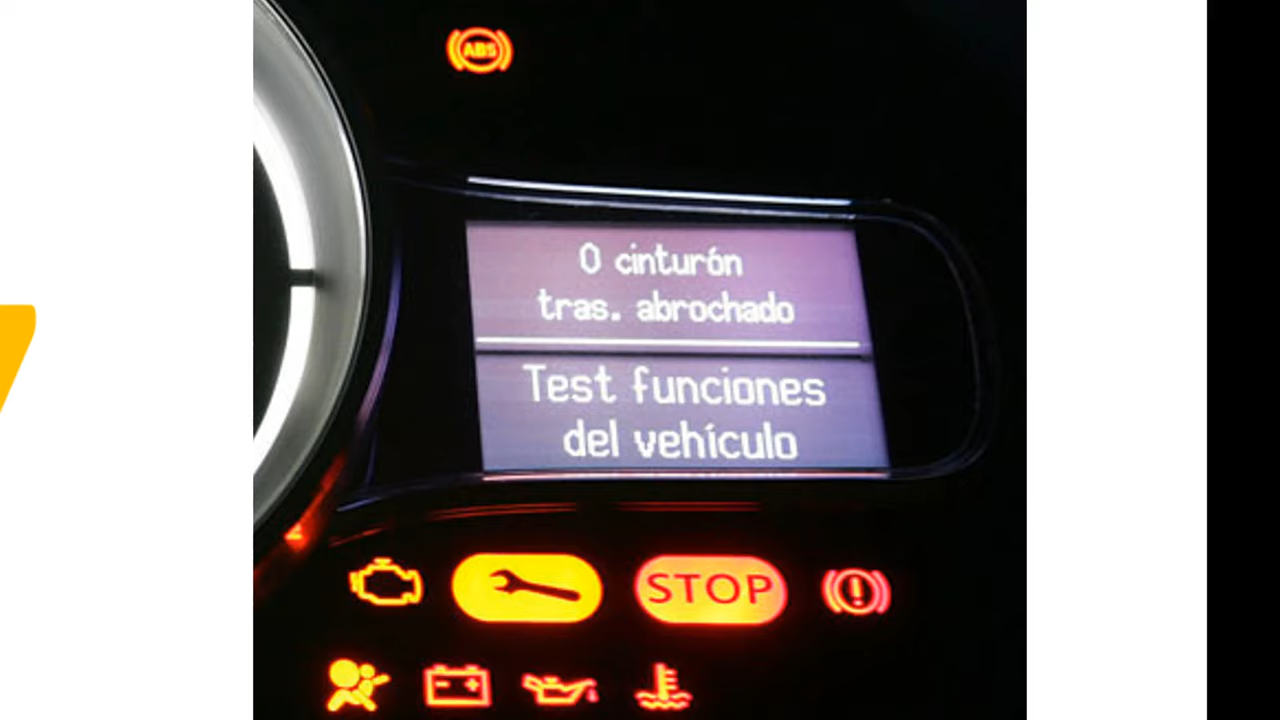 ABS
0 cinturón
tras. abrochado
Test funciones
del vehículo
STOP